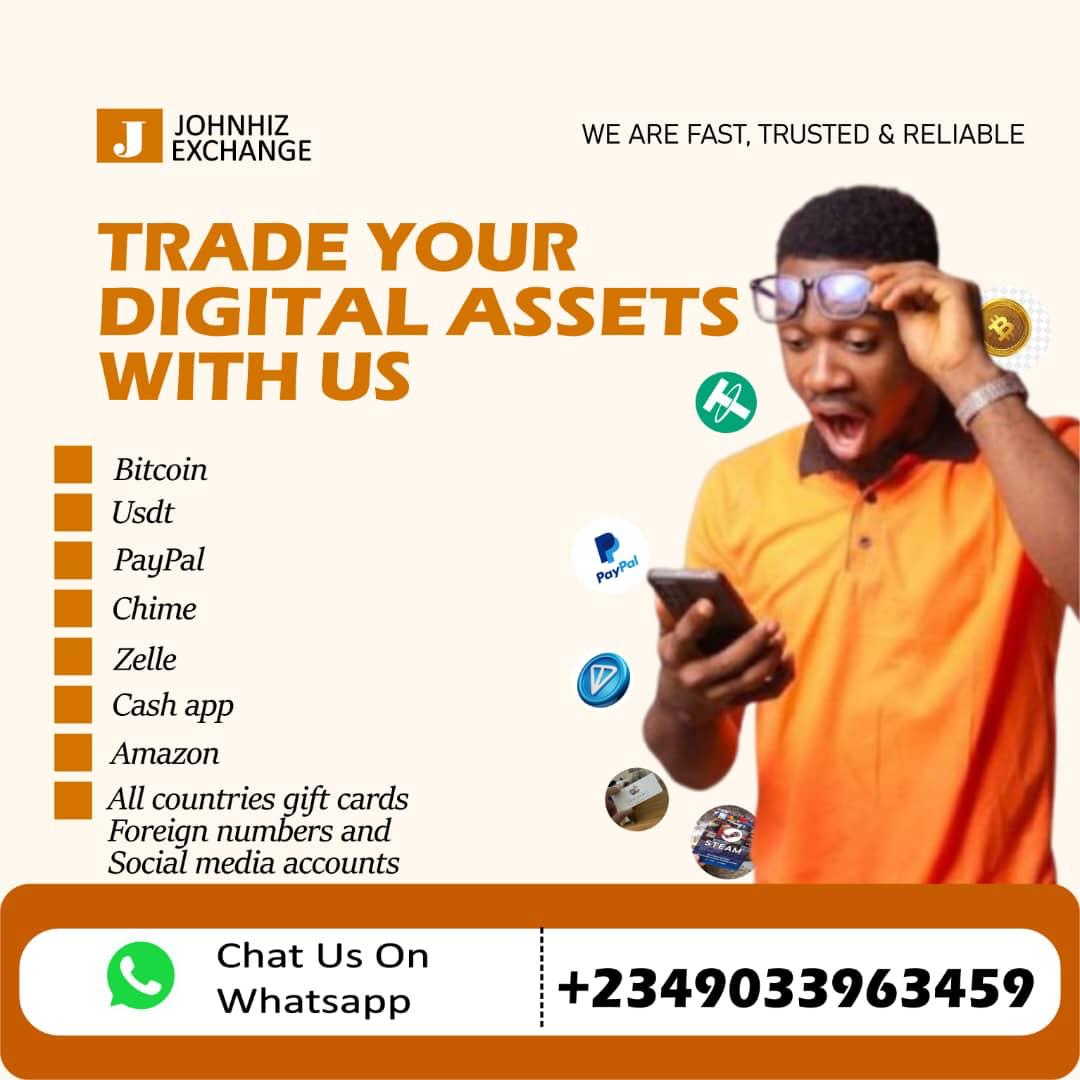 J
JOHNHIZ
EXCHANGE
WE ARE FAST, TRUSTED & RELIABLE
TRADE YOUR
DIGITAL ASSETS
WITH US
Bitcoin
Usdt
PayPal
Chime
Zelle
Cash app
Amazon
All countries gift cards
Foreign numbers and
Social media accounts
PayPal
STEAM
Chat Us On
Whatsapp
+2349033963459